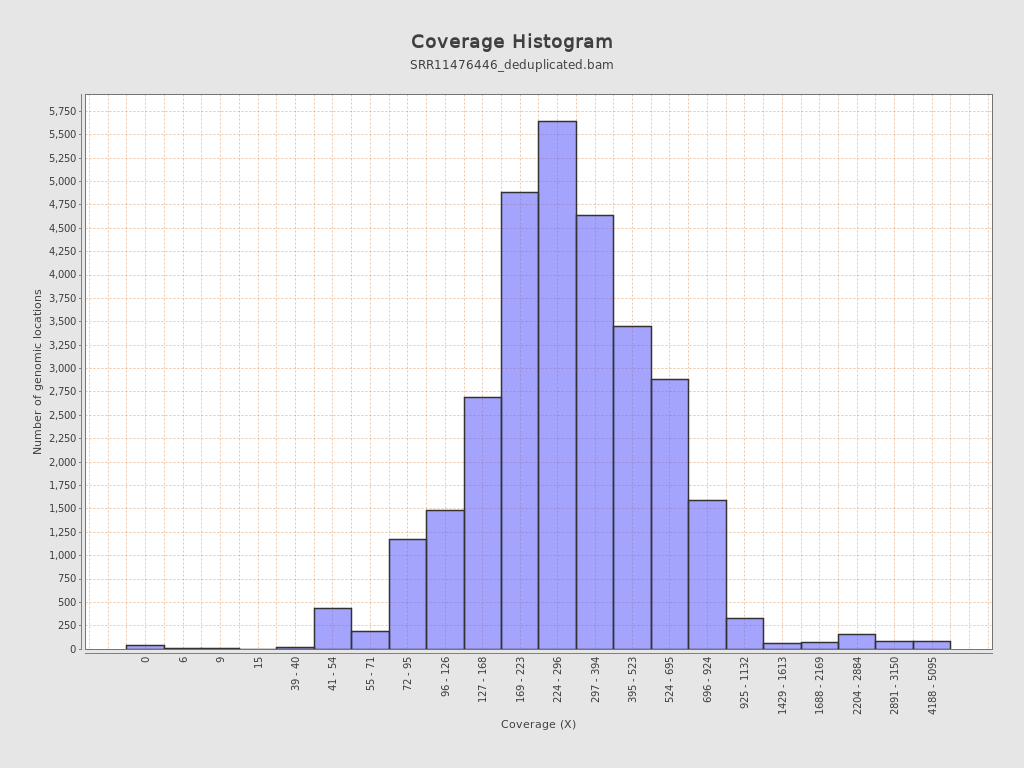 Coverage Histogram
SRR11476446_deduplicated.bam
Number of genomic locations
5,750
5,500
5,250
5,000
4,750
4,500
4,250
4,000
3,750
3,500
3,250
3,000
2,750
2,500
2,250
2,000
1,750
1,500
1,250
1,000
750
500
250
0
0
6
9
15
39 - 40
41 - 54
55 - 71
72 - 95
96 - 126
127 - 168
169 - 223
224 - 296
297 - 394
395 - 523
524 - 695
696 - 924
925 - 1132
1429 - 1613
1688 - 2169
2204 - 2884
2891 - 3150
4188 - 5095
Coverage (X)